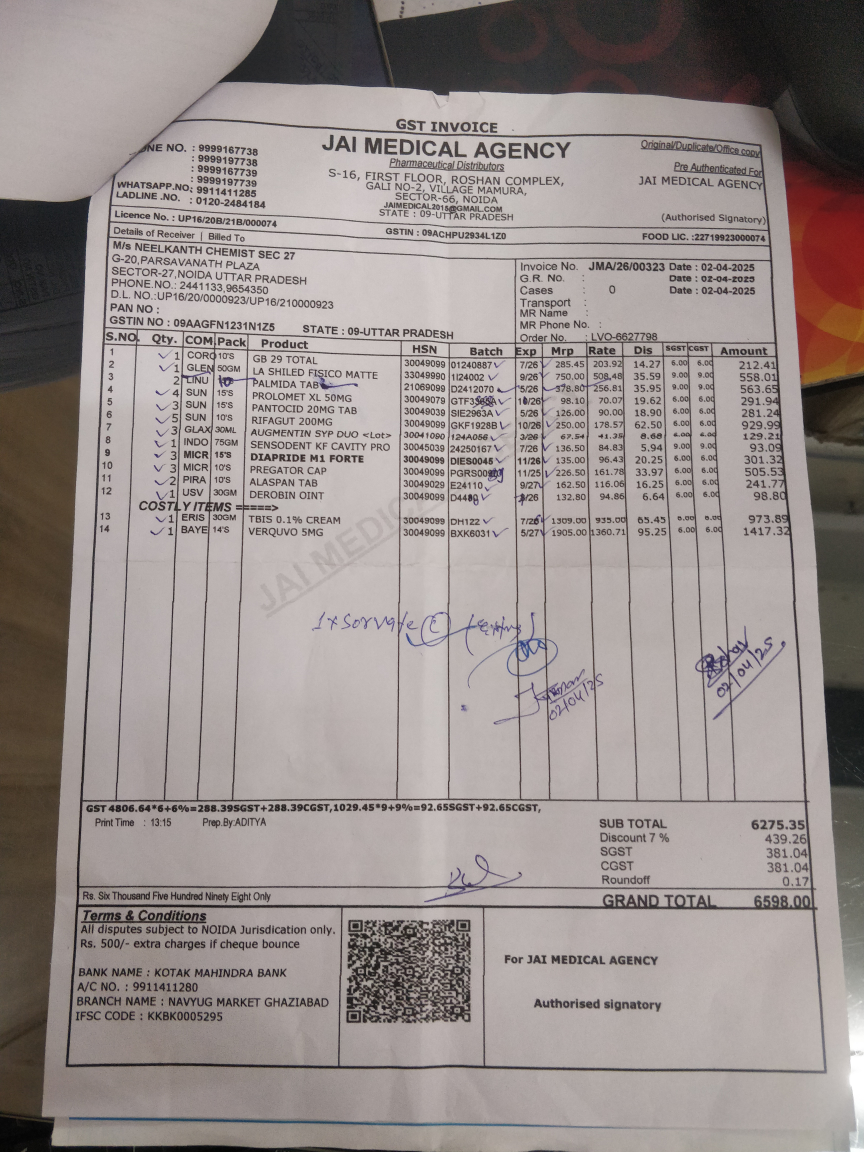 GST INVOICE
NE NO. : 9999167738
: 9999197738
: 9999167739
: 9999197739
WHATSAPP.NO: 9911411285
LADLINE .NO. : 0120-2484184
JAI MEDICAL AGENCY
Pharmaceutical Distributors
S-16, FIRST FLOOR, ROSHAN COMPLEX,
GALI NO-2, VILLAGE MAMURA,
SECTOR-66, NOIDA
JAIMEDICAL2015@GMAIL.COM
STATE : 09-UTTAR PRADESH
Original/Duplicate/Office copy
Pre Authenticated For
JAI MEDICAL AGENCY
(Authorised Signatory)
Licence No. : UP16/20B/21B/000074
GSTIN : 09ACHPU2934L1Z0
FOOD LIC. :22719923000074
Details of Receiver | Billed To
M/s NEELKANTH CHEMIST SEC 27
G-20,PARSAVANATH PLAZA
SECTOR-27,NOIDA UTTAR PRADESH
PHONE.NO.: 2441133,9654350
D.L. NO.:UP16/20/0000923/UP16/210000923
PAN NO :
GSTIN NO : 09AAGFN1231N1Z5 STATE : 09-UTTAR PRADESH
Invoice No. JMA/26/00323 Date : 02-04-2025
G.R. No. : Date : 02-04-2025
Cases : 0 Date : 02-04-2025
Transport :
MR Name :
MR Phone No. :
Order No. : LVO-6627798
S.NO. Qty. COM. Pack Product HSN Batch Exp Mrp Rate Dis SGST CGST Amount
1 1 CORO 10'S GB 29 TOTAL 30049099 01240887 7/26 285.45 203.92 14.27 6.00 6.00 212.41
2 1 GLEN 50GM LA SHILED FISICO MATTE 33049990 1I24002 9/26 750.00 508.48 35.59 9.00 9.00 558.01
3 2 LINU 10 PALMIDA TAB 21069099 D2412070 5/26 378.80 256.81 35.95 9.00 9.00 563.65
4 4 SUN 15'S PROLOMET XL 50MG 30049079 10/26 98.10 70.07 19.62 6.00 6.00 291.94
5 3 SUN 15'S PANTOCID 20MG TAB 30049039 SIE2963A 5/26 126.00 90.00 18.90 6.00 6.00 281.24
6 5 SUN 10'S RIFAGUT 200MG 30049099 GKF1928B 10/26 250.00 178.57 62.50 6.00 6.00 929.99
7 3 GLAX 30ML AUGMENTIN SYP DUO <Lot> 30041090 124A056 3/26 67.54 41.35 8.68 6.00 6.00 129.21
8 1 INDO 75GM SENSODENT KF CAVITY PRO 30045039 24250167 7/26 136.50 84.83 5.94 6.00 6.00 93.09
9 3 MICR 15'S DIAPRIDE M1 FORTE 30049099 DIES0045 11/26 135.00 96.43 20.25 6.00 6.00 301.32
10 3 MICR 10'S PREGATOR CAP 30049099 11/25 226.50 161.78 33.97 6.00 6.00 505.53
11 2 PIRA 10'S ALASPAN TAB 30049029 E24110 9/27 162.50 116.06 16.25 6.00 6.00 241.77
12 1 USV 30GM DEROBIN OINT 30049099 132.80 94.86 6.64 6.00 6.00 98.80
COSTLY ITEMS =====>
13 1 ERIS 30GM TBIS 0.1% CREAM 30049099 DH122 7/26 1309.00 935.00 65.45 6.00 6.00 973.89
14 1 BAYE 14'S VERQUVO 5MG 30049099 BXK6031 5/27 1905.00 1360.71 95.25 6.00 6.00 1417.32
JAI MEDICAL AGENCY
02/04/25
02/04/25
GST 4806.64*6+6%=288.39SGST+288.39CGST,1029.45*9+9%=92.65SGST+92.65CGST,
Print Time : 13:15 Prep.By:ADITYA
SUB TOTAL 6275.35
Discount 7 % 439.26
SGST 381.04
CGST 381.04
Roundoff 0.17
Rs. Six Thousand Five Hundred Ninety Eight Only
GRAND TOTAL 6598.00
Terms & Conditions
All disputes subject to NOIDA Jurisdication only.
Rs. 500/- extra charges if cheque bounce
BANK NAME : KOTAK MAHINDRA BANK
A/C NO. : 9911411280
BRANCH NAME : NAVYUG MARKET GHAZIABAD
IFSC CODE : KKBK0005295
For JAI MEDICAL AGENCY
Authorised signatory